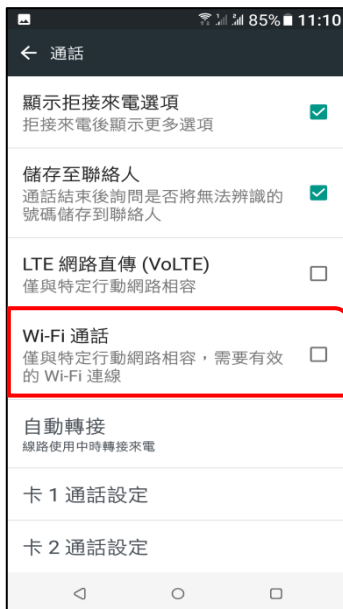 85% 11:10
通話
顯示拒接來電選項
拒接來電後顯示更多選項
儲存至聯絡人
通話結束後詢問是否將無法辨識的
號碼儲存到聯絡人
LTE 網路直傳 (VoLTE)
僅與特定行動網路相容
Wi-Fi 通話
僅與特定行動網路相容，需要有效
的 Wi-Fi 連線
自動轉接
線路使用中時轉接來電
卡 1 通話設定
卡 2 通話設定